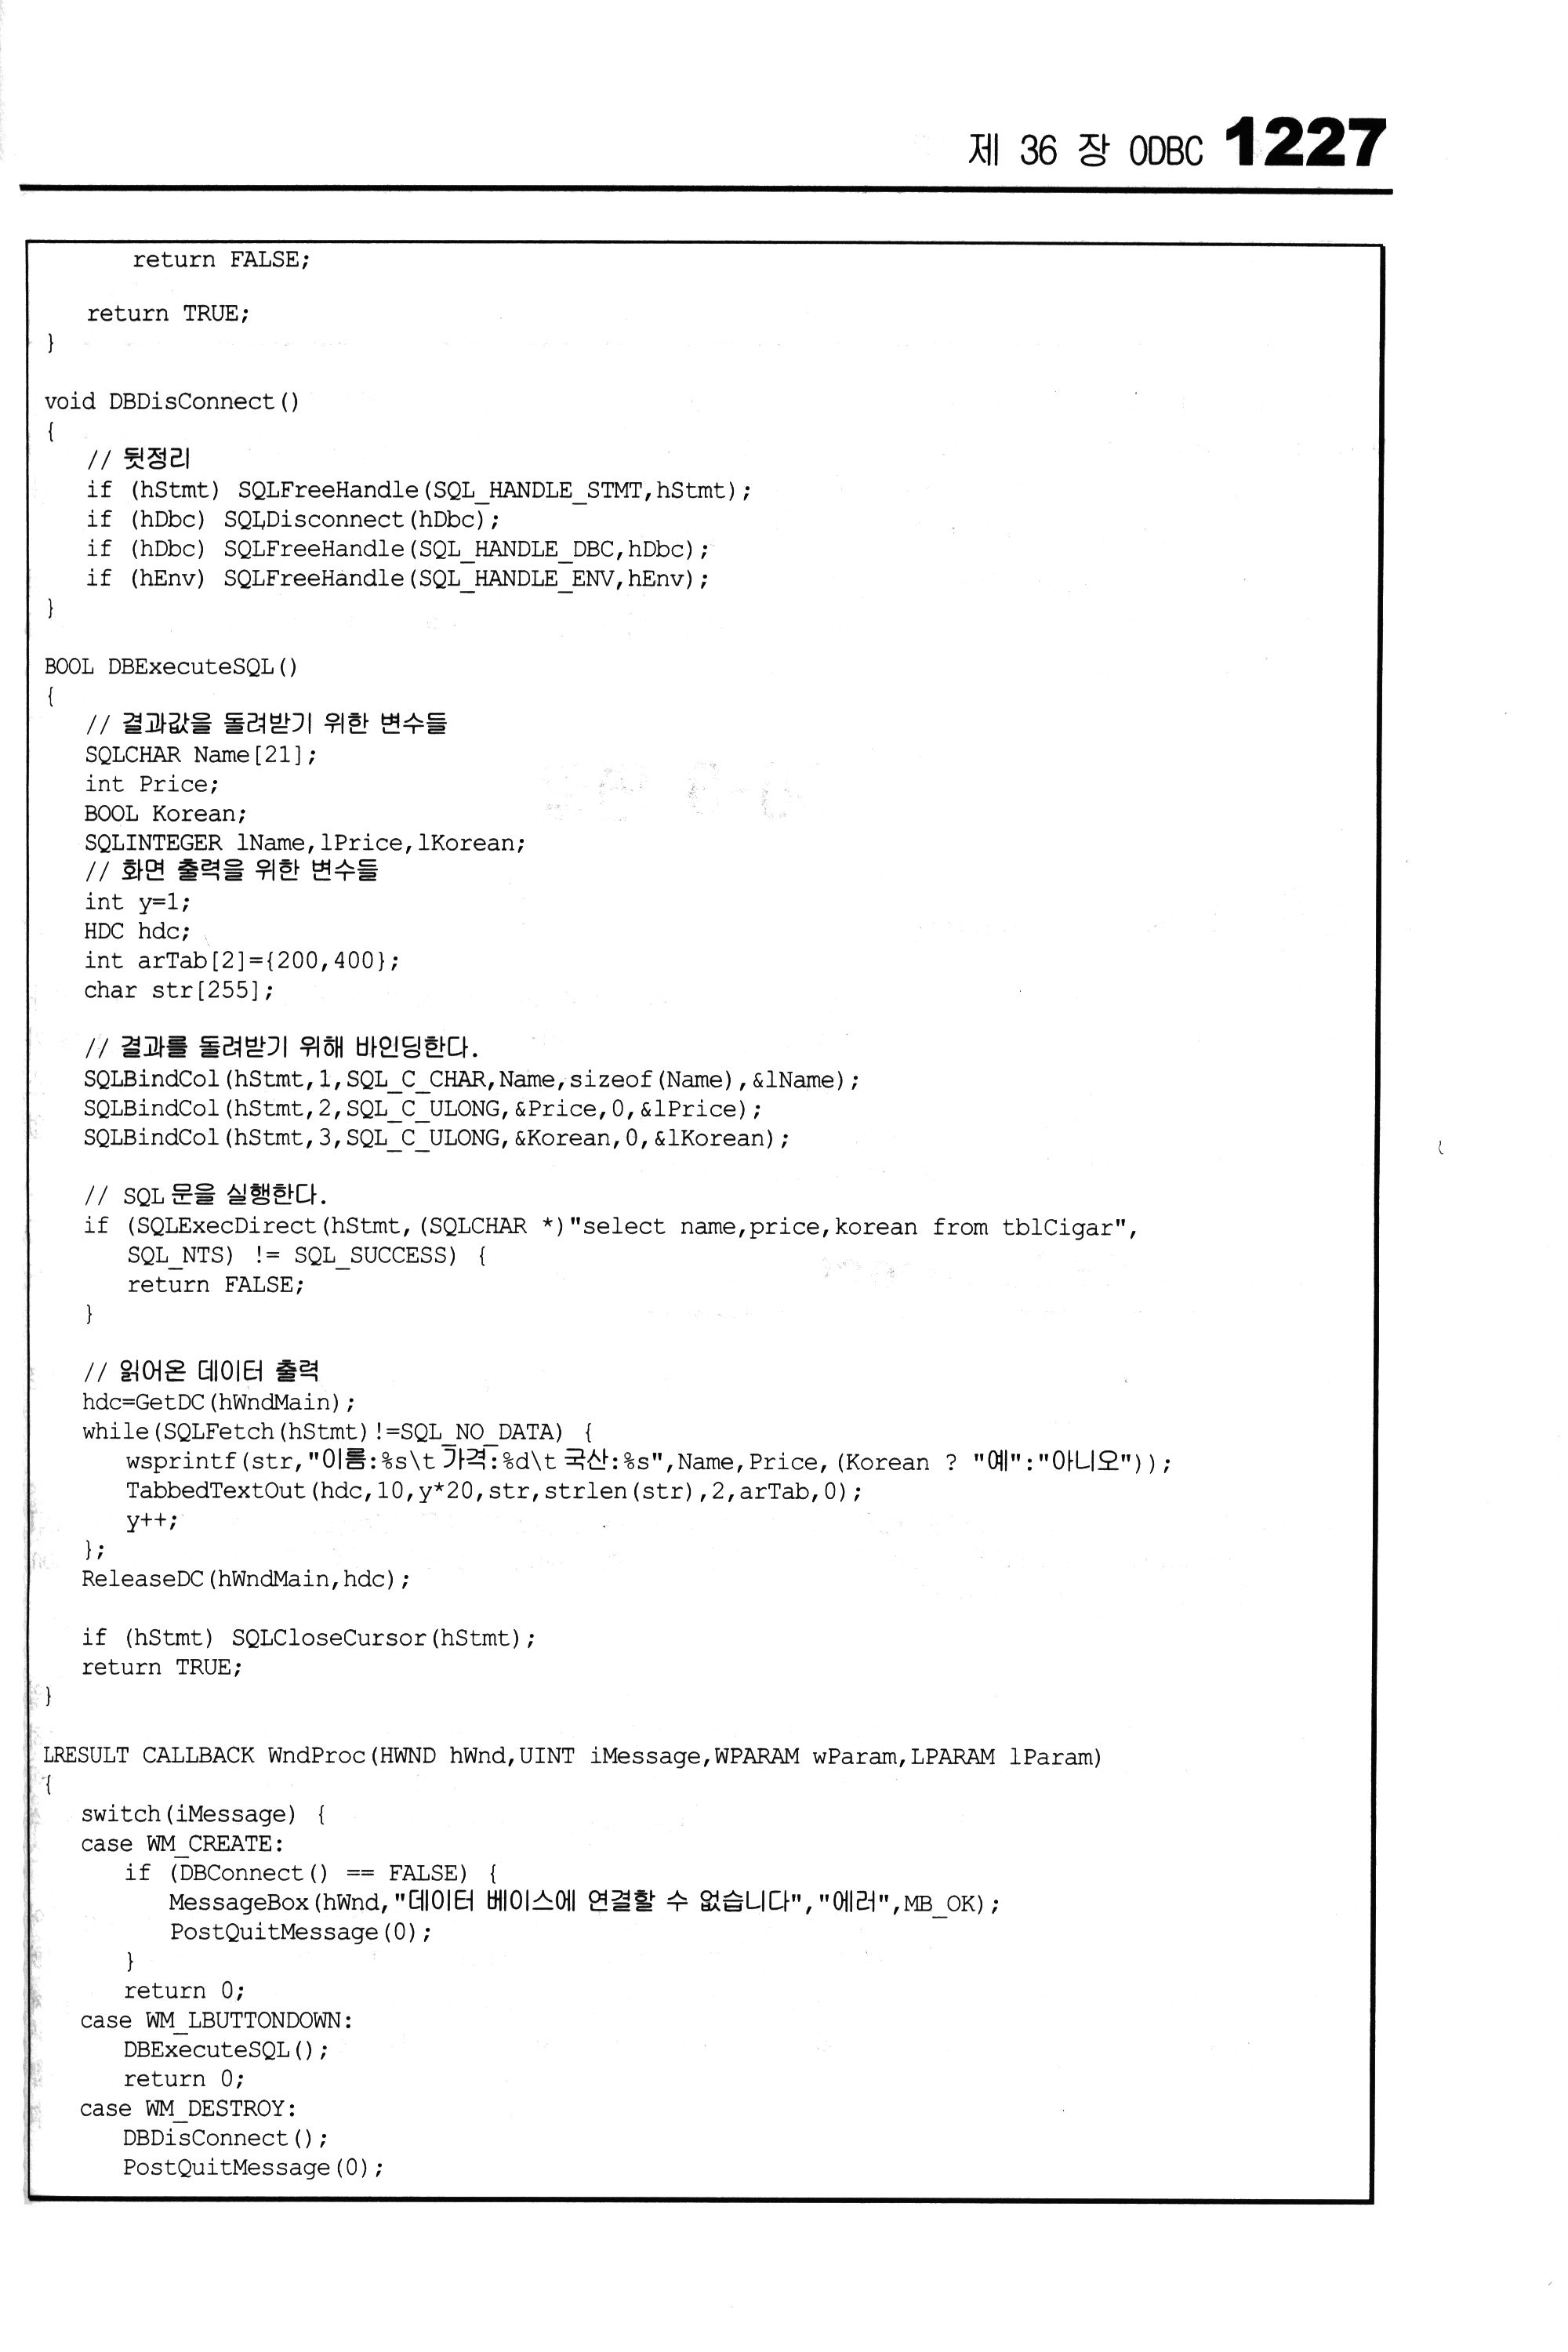 제 36 장 ODBC 1227
return FALSE;
return TRUE;
}
void DBDisConnect()
{
// 뒷정리
if (hStmt) SQLFreeHandle(SQL_HANDLE_STMT,hStmt);
if (hDbc) SQLDisconnect(hDbc);
if (hDbc) SQLFreeHandle(SQL_HANDLE_DBC,hDbc);
if (hEnv) SQLFreeHandle(SQL_HANDLE_ENV,hEnv);
}
BOOL DBExecuteSQL()
{
// 결과값을 돌려받기 위한 변수들
SQLCHAR Name[21];
int Price;
BOOL Korean;
SQLINTEGER lName,lPrice,lKorean;
// 화면 출력을 위한 변수들
int y=1;
HDC hdc;
int arTab[2]={200,400};
char str[255];
// 결과를 돌려받기 위해 바인딩한다.
SQLBindCol(hStmt,1,SQL_C_CHAR,Name,sizeof(Name),&lName);
SQLBindCol(hStmt,2,SQL_C_ULONG,&Price,0,&lPrice);
SQLBindCol(hStmt,3,SQL_C_ULONG,&Korean,0,&lKorean);
// SQL문을 실행한다.
if (SQLExecDirect(hStmt,(SQLCHAR *)"select name,price,korean from tblCigar",
SQL_NTS) != SQL_SUCCESS) {
return FALSE;
}
// 읽어온 데이터 출력
hdc=GetDC(hWndMain);
while(SQLFetch(hStmt)!=SQL_NO_DATA) {
wsprintf(str,"이름:%s\t가격:%d\t국산:%s",Name,Price,(Korean ? "예":"아니오"));
TabbedTextOut(hdc,10,y*20,str,strlen(str),2,arTab,0);
y++;
};
ReleaseDC(hWndMain,hdc);
if (hStmt) SQLCloseCursor(hStmt);
return TRUE;
}
LRESULT CALLBACK WndProc(HWND hWnd,UINT iMessage,WPARAM wParam,LPARAM lParam)
{
switch(iMessage) {
case WM_CREATE:
if (DBConnect() == FALSE) {
MessageBox(hWnd,"데이터 베이스에 연결할 수 없습니다","에러",MB_OK);
PostQuitMessage(0);
}
return 0;
case WM_LBUTTONDOWN:
DBExecuteSQL();
return 0;
case WM_DESTROY:
DBDisConnect();
PostQuitMessage(0);